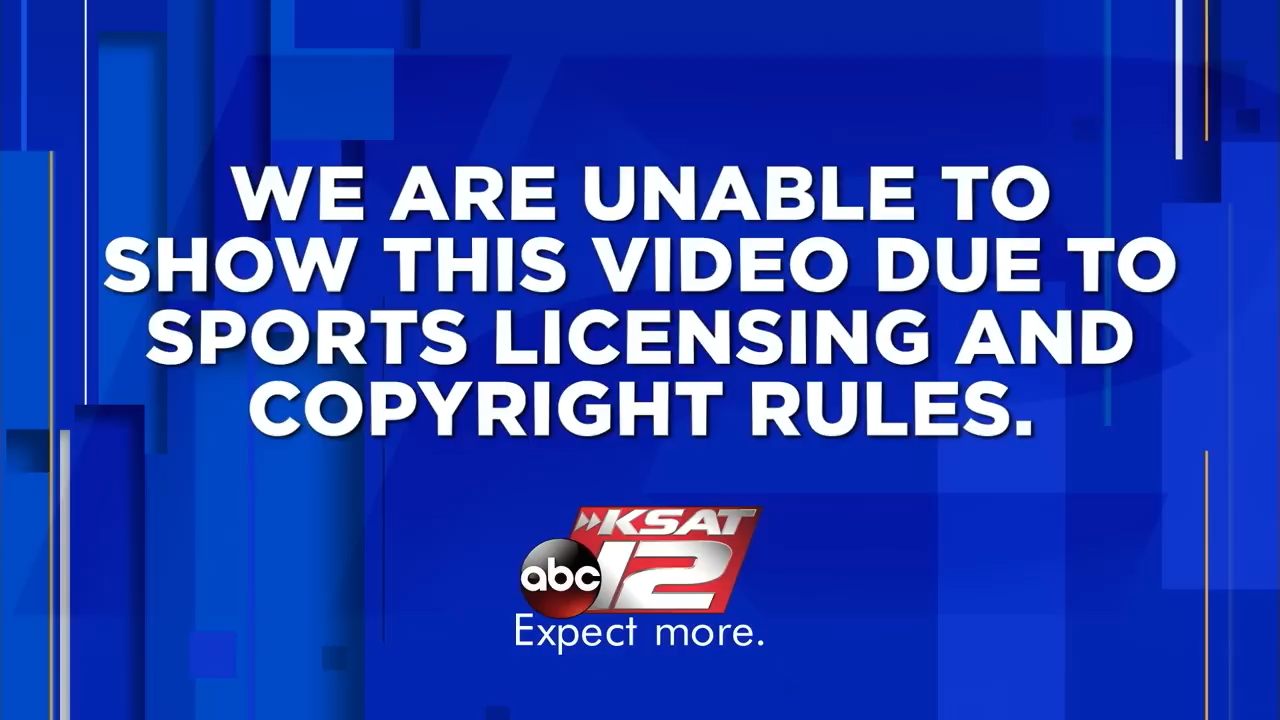 WE ARE UNABLE TO
SHOW THIS VIDEO DUE TO
SPORTS LICENSING AND
COPYRIGHT RULES.
KSAT
abc 12
Expect more.